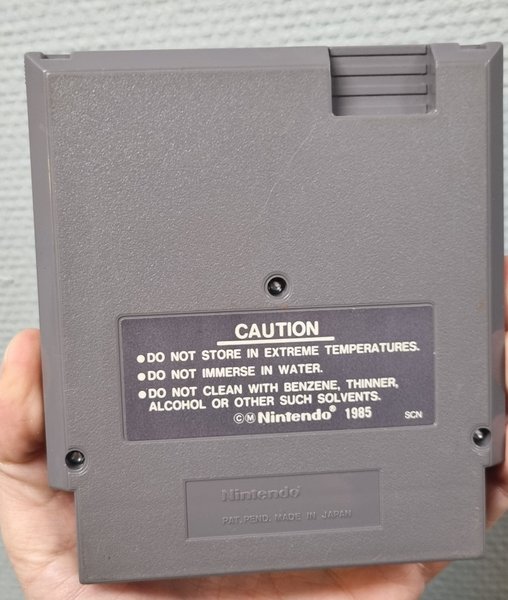 CAUTION
●DO NOT STORE IN EXTREME TEMPERATURES.
●DO NOT IMMERSE IN WATER.
●DO NOT CLEAN WITH BENZENE, THINNER,
ALCOHOL OR OTHER SUCH SOLVENTS.
©Ⓜ Nintendo® 1985 SCN
Nintendo®
PAT. PEND. MADE IN JAPAN